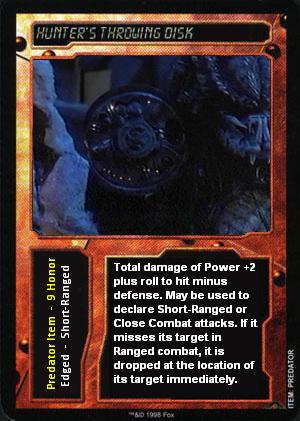 HUNTER'S THROWING DISK
Predator Item - 9 Honor
Edged - Short-Ranged
Total damage of Power +2
plus roll to hit minus
defense. May be used to
declare Short-Ranged or
Close Combat attacks. If it
misses its target in
Ranged combat, it is
dropped at the location of
its target immediately.
ITEM: PREDATOR
™&© 1998 Fox